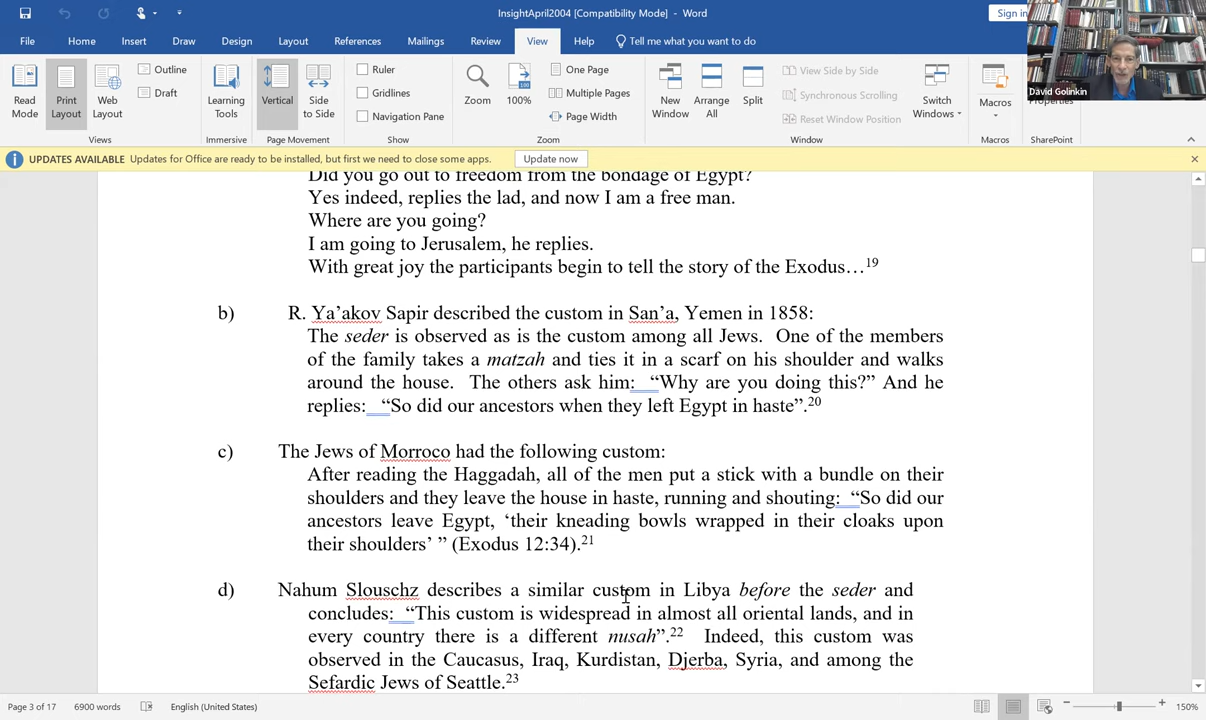 InsightApril2004 [Compatibility Mode] - Word
Sign in
File Home Insert Draw Design Layout References Mailings Review View Help Tell me what you want to do
David Golinkin
Read Mode
Print Layout
Web Layout
Outline
Draft
Views
Learning Tools
Immersive
Vertical
Side to Side
Page Movement
Ruler
Gridlines
Navigation Pane
Show
Zoom
100%
One Page
Multiple Pages
Page Width
Zoom
New Window
Arrange All
Split
View Side by Side
Synchronous Scrolling
Reset Window Position
Switch Windows
Window
Macros
Macros
Properties
SharePoint
UPDATES AVAILABLE Updates for Office are ready to be installed, but first we need to close some apps. Update now
Did you go out to freedom from the bondage of Egypt?
Yes indeed, replies the lad, and now I am a free man.
Where are you going?
I am going to Jerusalem, he replies.
With great joy the participants begin to tell the story of the Exodus…19
b) R. Ya’akov Sapir described the custom in San’a, Yemen in 1858:
The seder is observed as is the custom among all Jews. One of the members
of the family takes a matzah and ties it in a scarf on his shoulder and walks
around the house. The others ask him: “Why are you doing this?” And he
replies: “So did our ancestors when they left Egypt in haste”.20
c) The Jews of Morroco had the following custom:
After reading the Haggadah, all of the men put a stick with a bundle on their
shoulders and they leave the house in haste, running and shouting: “So did our
ancestors leave Egypt, ‘their kneading bowls wrapped in their cloaks upon
their shoulders’ ” (Exodus 12:34).21
d) Nahum Slouschz describes a similar custom in Libya before the seder and
concludes: “This custom is widespread in almost all oriental lands, and in
every country there is a different nusah”.22 Indeed, this custom was
observed in the Caucasus, Iraq, Kurdistan, Djerba, Syria, and among the
Sefardic Jews of Seattle.23
Page 3 of 17 6900 words English (United States) 150%